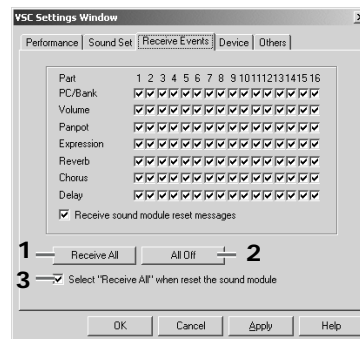 VSC Settings Window
Performance Sound Set Receive Events Device Others
Part 1 2 3 4 5 6 7 8 9 10 11 12 13 14 15 16
PC/Bank
Volume
Panpot
Expression
Reverb
Chorus
Delay
Receive sound module reset messages
1 Receive All All Off 2
3 Select "Receive All" when reset the sound module
OK Cancel Apply Help